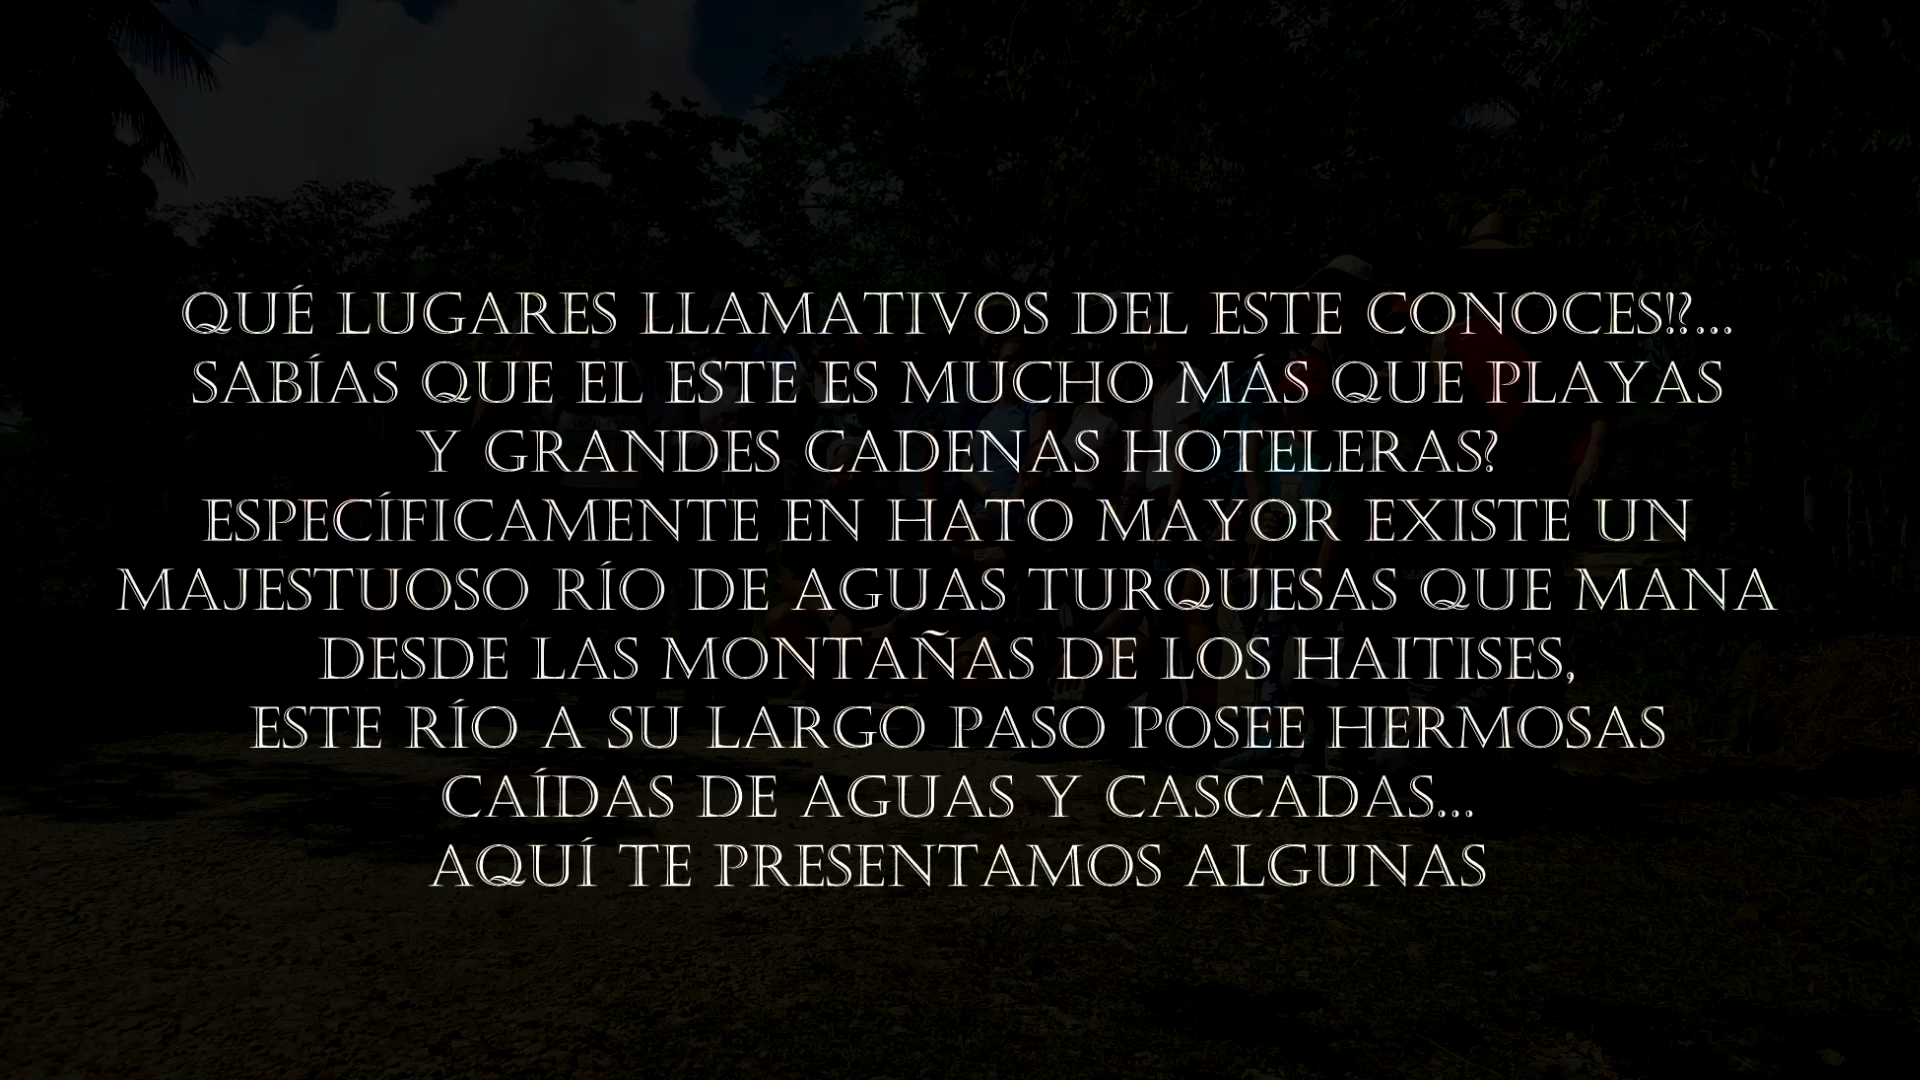 QUÉ LUGARES LLAMATIVOS DEL ESTE CONOCES!?...
SABÍAS QUE EL ESTE ES MUCHO MÁS QUE PLAYAS
Y GRANDES CADENAS HOTELERAS?
ESPECÍFICAMENTE EN HATO MAYOR EXISTE UN
MAJESTUOSO RÍO DE AGUAS TURQUESAS QUE MANA
DESDE LAS MONTAÑAS DE LOS HAITISES,
ESTE RÍO A SU LARGO PASO POSEE HERMOSAS
CAÍDAS DE AGUAS Y CASCADAS...
AQUÍ TE PRESENTAMOS ALGUNAS